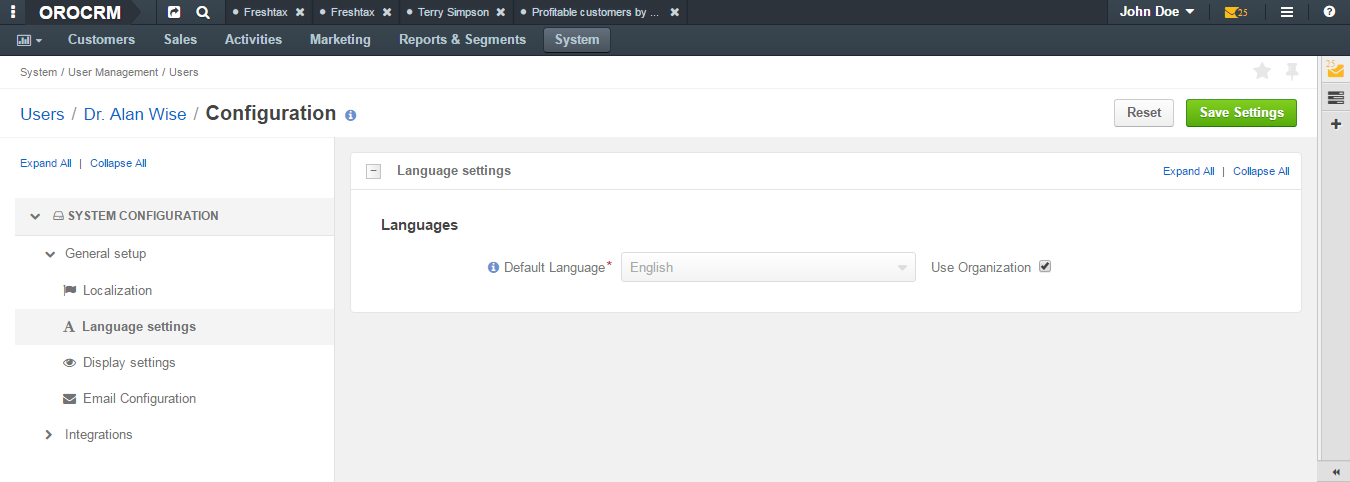 OROCRM Freshtax Freshtax Terry Simpson Profitable customers by ... John Doe 25
Customers Sales Activities Marketing Reports & Segments System
System / User Management / Users
25
Users / Dr. Alan Wise / Configuration Reset Save Settings
Expand All | Collapse All
Language settings Expand All | Collapse All
SYSTEM CONFIGURATION
Languages
General setup
Default Language* English Use Organization
Localization
Language settings
Display settings
Email Configuration
Integrations